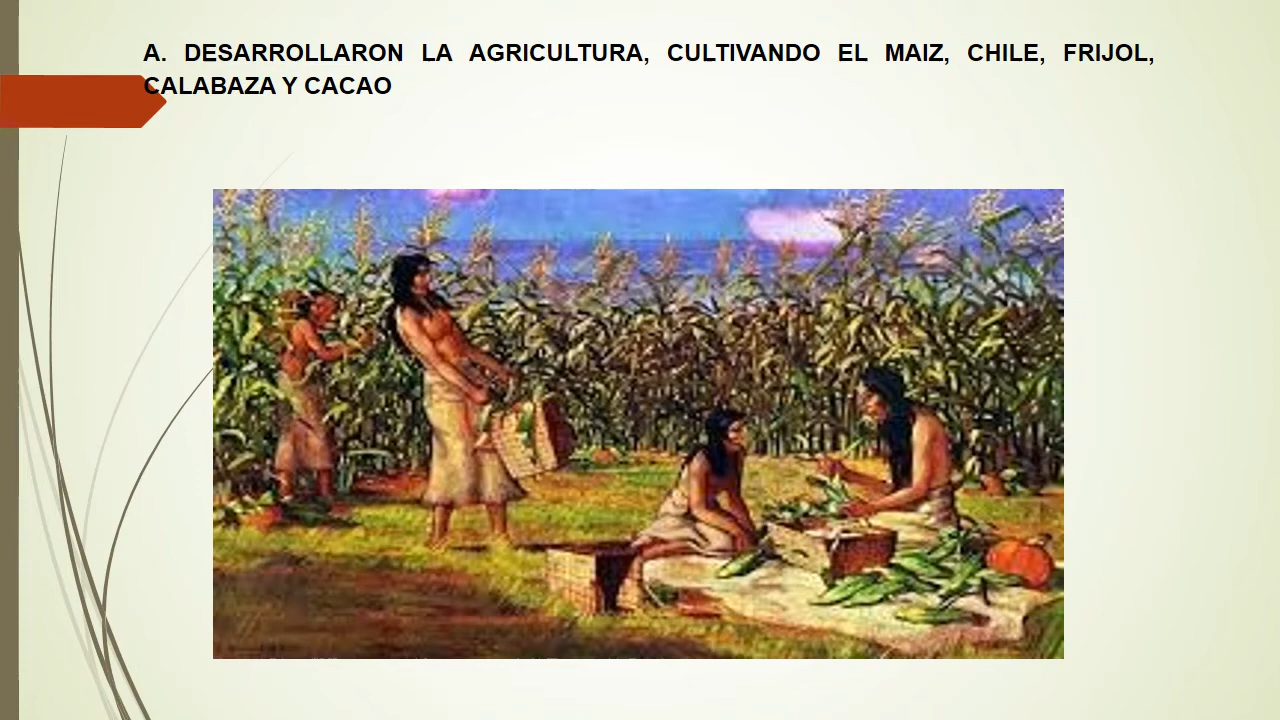 A. DESARROLLARON LA AGRICULTURA, CULTIVANDO EL MAIZ, CHILE, FRIJOL,
CALABAZA Y CACAO